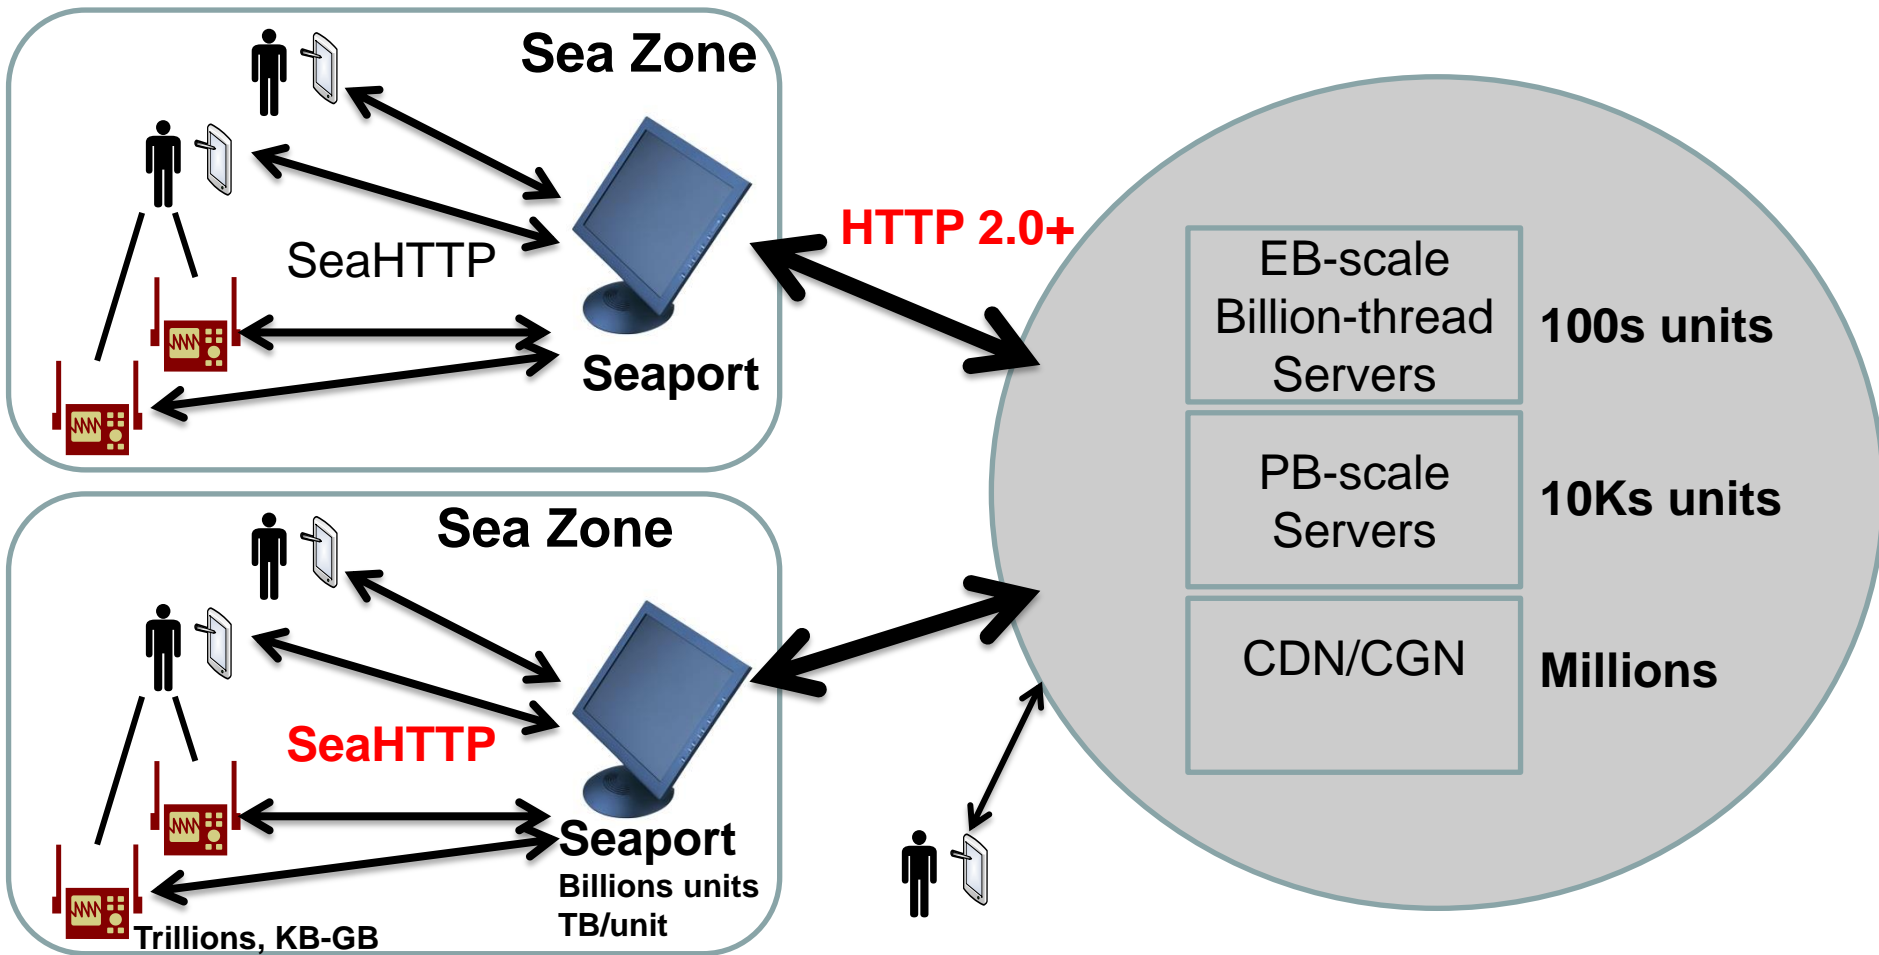 Sea Zone
SeaHTTP
Seaport
HTTP 2.0+
EB-scale
Billion-thread
Servers
100s units
PB-scale
Servers
10Ks units
CDN/CGN
Millions
Sea Zone
SeaHTTP
Seaport
Billions units
TB/unit
Trillions, KB-GB